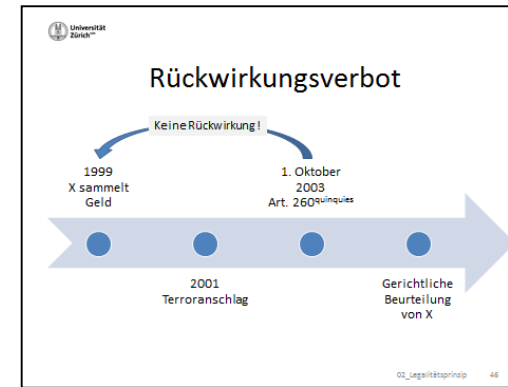 Universität
Zürich UZH
Rückwirkungsverbot
Keine Rückwirkung!
1999
X sammelt
Geld
1. Oktober
2003
Art. 260quinquies
2001
Terroranschlag
Gerichtliche
Beurteilung
von X
02_Legalitätsprinzip 46